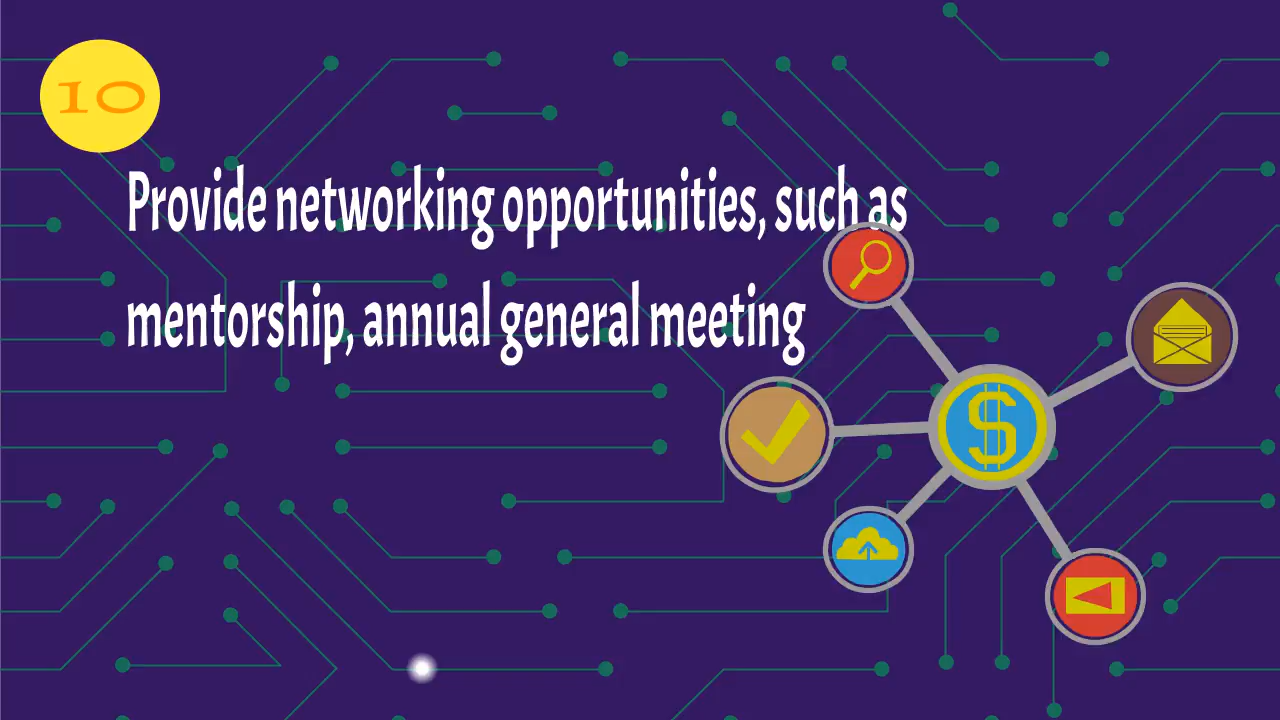 10
Provide networking opportunities, such as
mentorship, annual general meeting
$